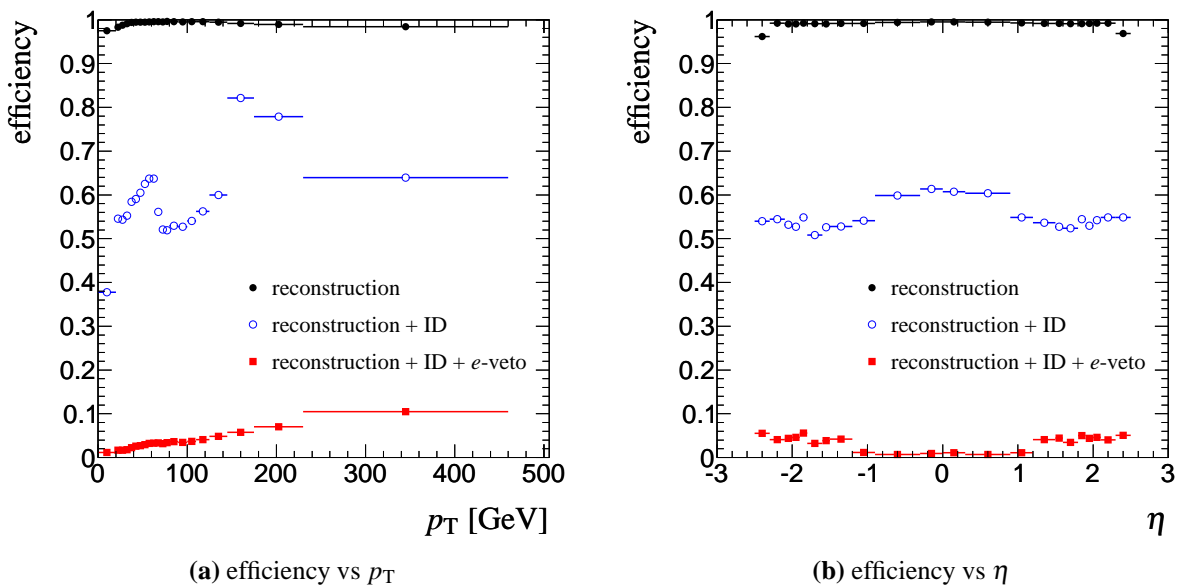 efficiency
1
0.9
0.8
0.7
0.6
0.5
0.4
0.3
0.2
0.1
0
reconstruction
reconstruction + ID
reconstruction + ID + e-veto
0 100 200 300 400 500
pT [GeV]
(a) efficiency vs pT
efficiency
1
0.9
0.8
0.7
0.6
0.5
0.4
0.3
0.2
0.1
0
reconstruction
reconstruction + ID
reconstruction + ID + e-veto
-3 -2 -1 0 1 2 3
η
(b) efficiency vs η